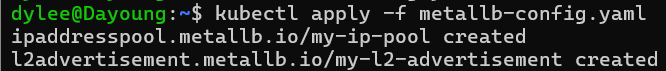 dylee@Dayoung:~$ kubectl apply -f metallb-config.yaml
ipaddresspool.metallb.io/my-ip-pool created
l2advertisement.metallb.io/my-l2-advertisement created